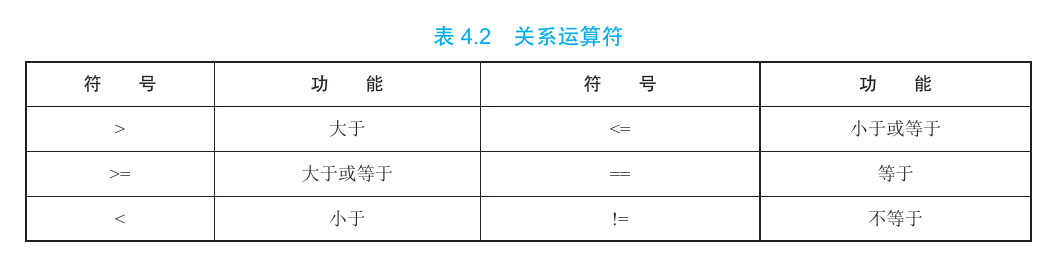 表 4.2 关系运算符
符 号 功 能 符 号 功 能
> 大于 <= 小于或等于
>= 大于或等于 == 等于
< 小于 != 不等于